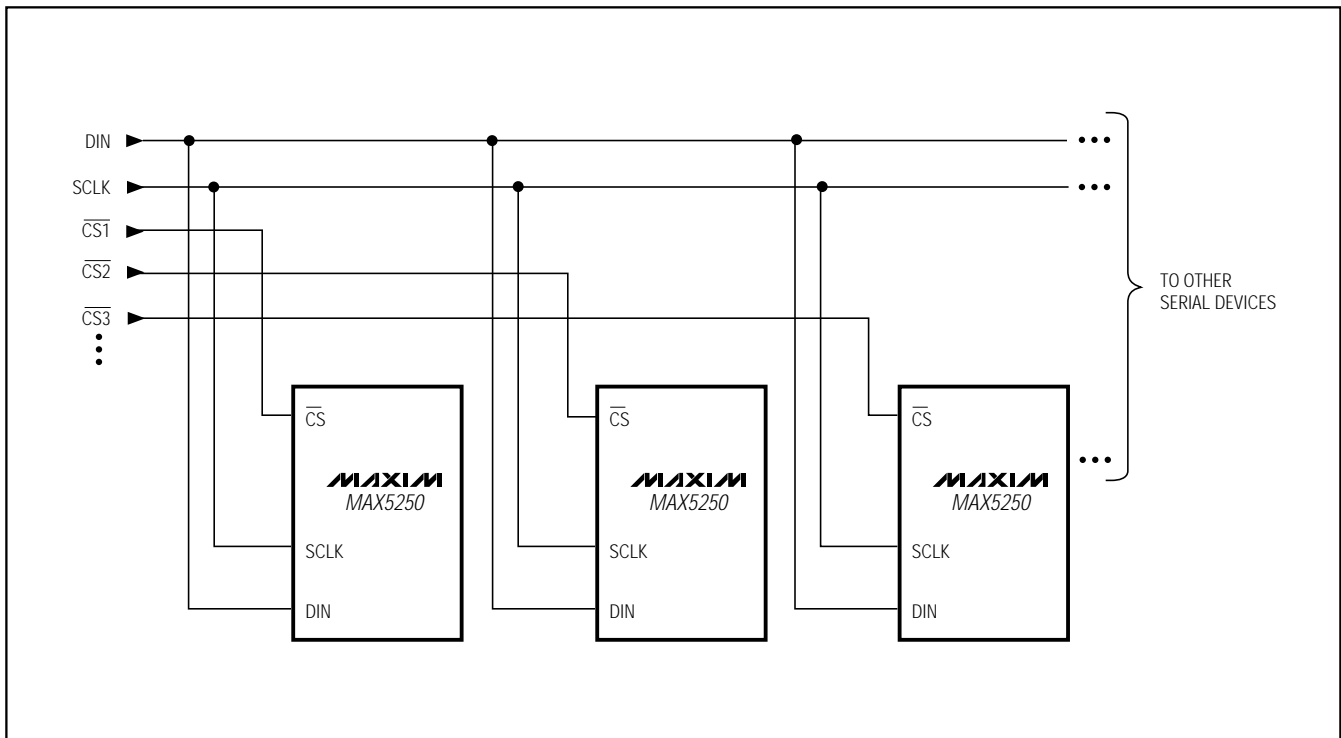 DIN
SCLK
CS1
CS2
CS3
TO OTHER
SERIAL DEVICES
CS
MAXIM
MAX5250
SCLK
DIN
CS
MAXIM
MAX5250
SCLK
DIN
CS
MAXIM
MAX5250
SCLK
DIN